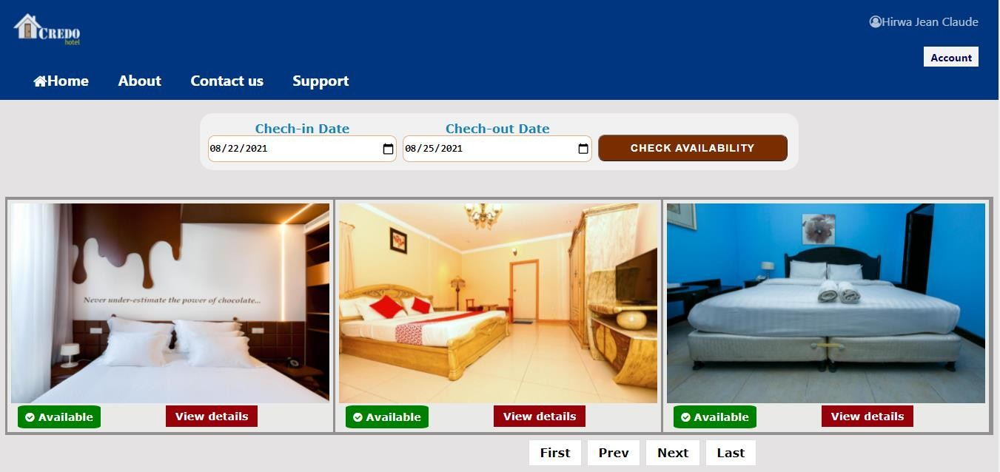 CREDO
hotel
Hirwa Jean Claude
Account
Home About Contact us Support
Chech-in Date Chech-out Date
08/22/2021 08/25/2021 CHECK AVAILABILITY
Never under-estimate the power of chocolate...
Available View details Available View details Available View details
First Prev Next Last